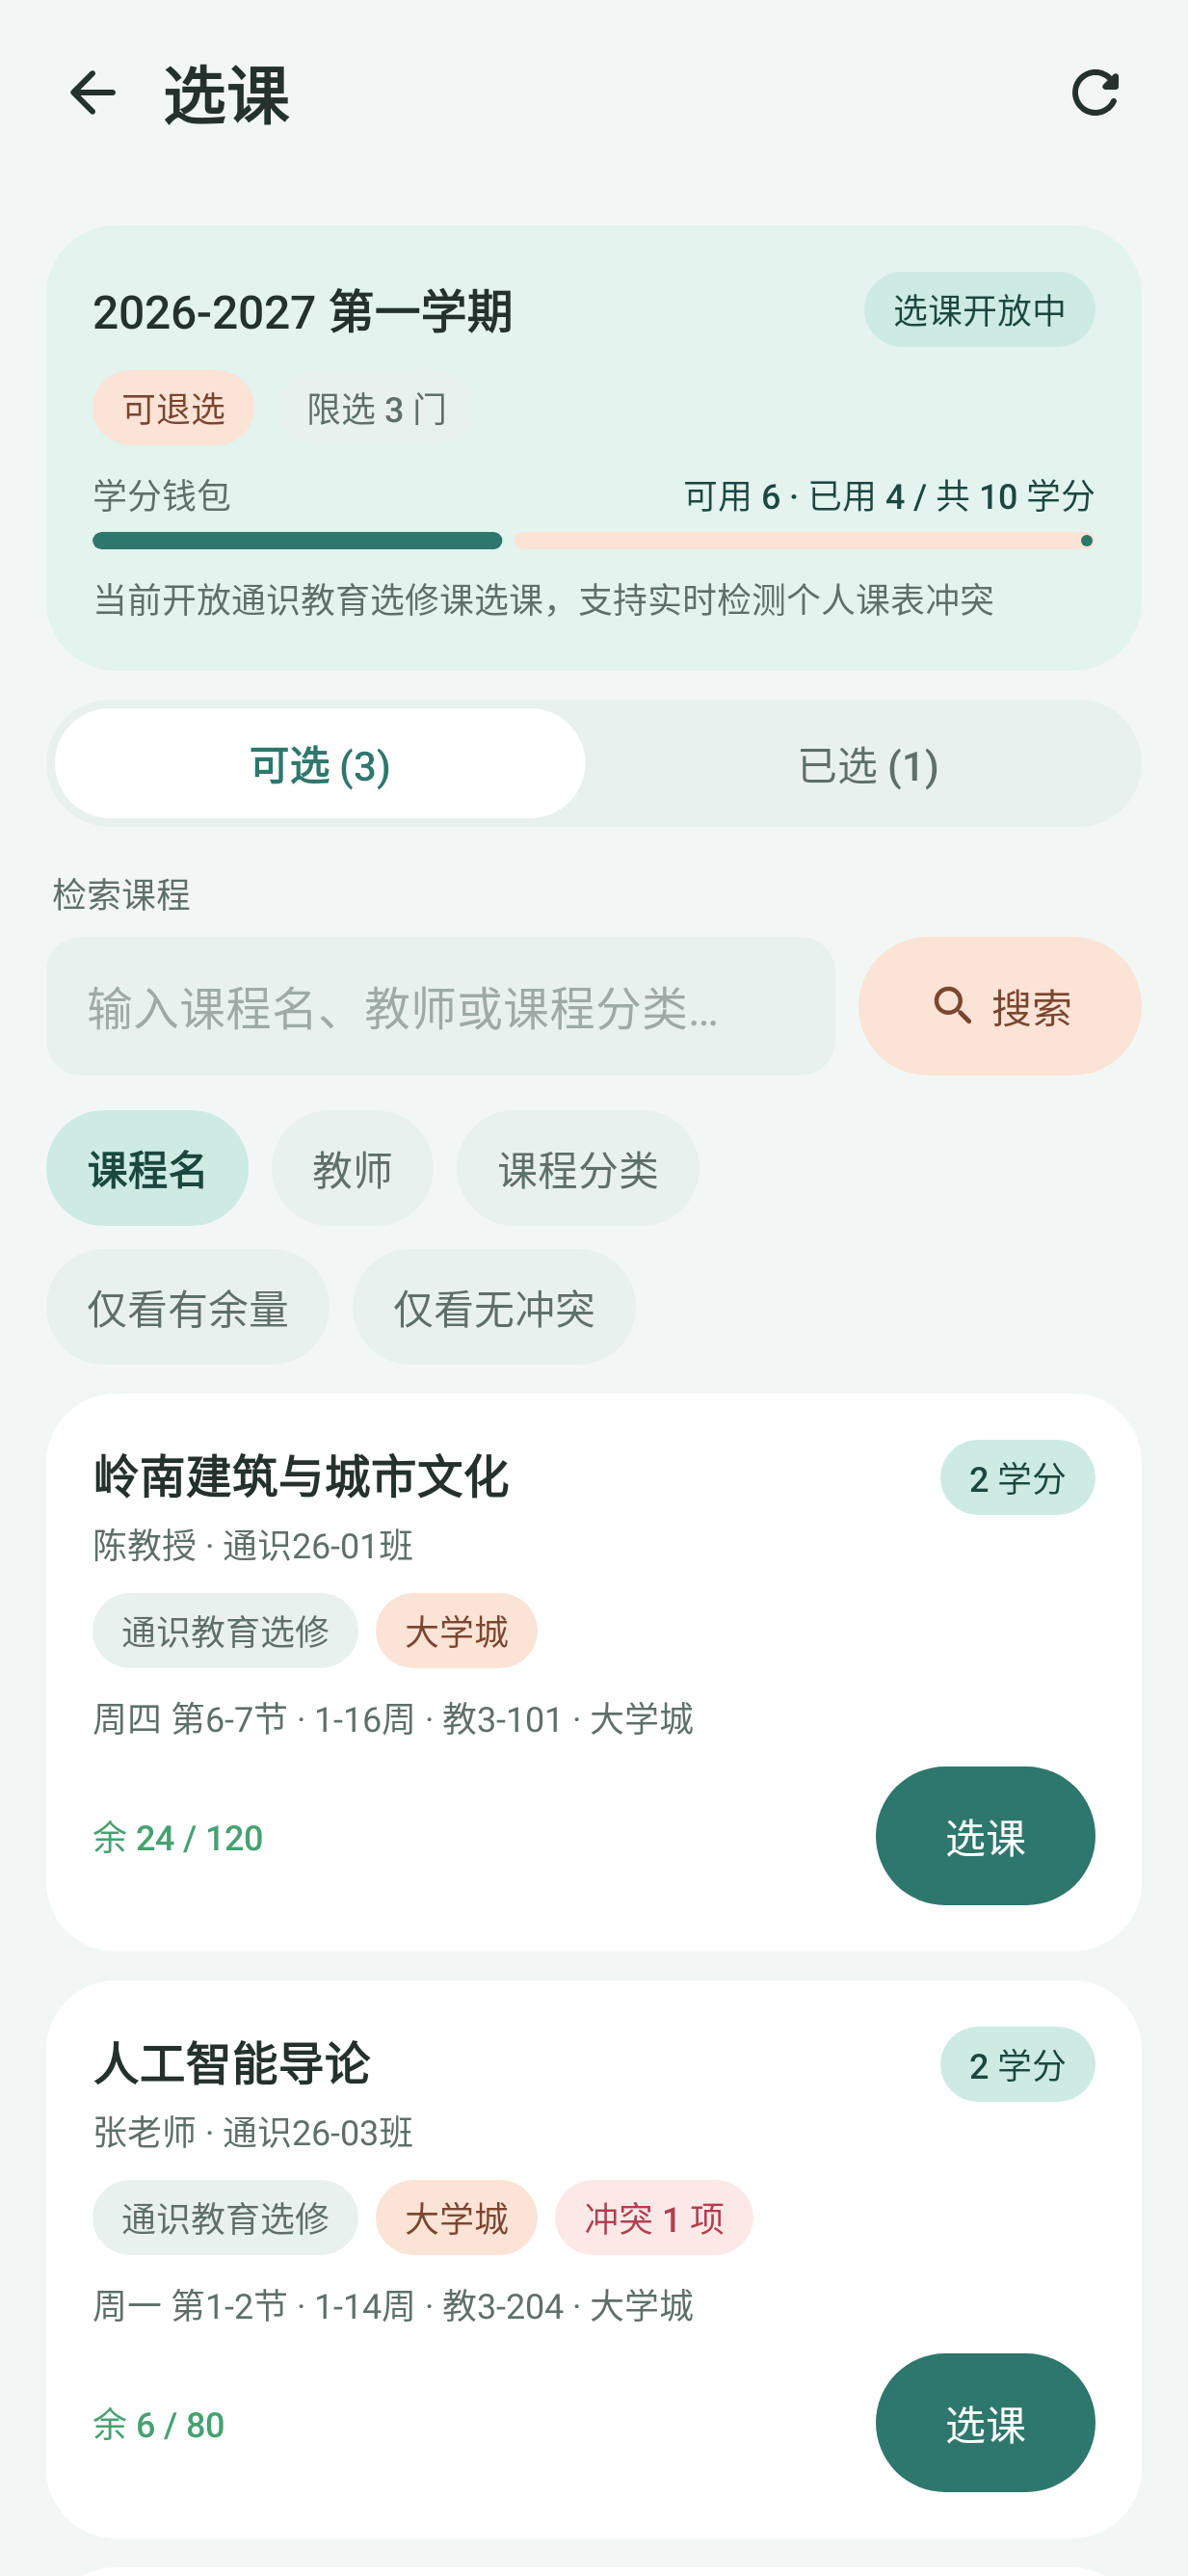 选课
2026-2027 第一学期
选课开放中
可退选
限选 3 门
学分钱包
可用 6 · 已用 4 / 共 10 学分
当前开放通识教育选修课选课，支持实时检测个人课表冲突
可选 (3)
已选 (1)
检索课程
输入课程名、教师或课程分类...
搜索
课程名
教师
课程分类
仅看有余量
仅看无冲突
岭南建筑与城市文化
2 学分
陈教授 · 通识26-01班
通识教育选修
大学城
周四 第6-7节 · 1-16周 · 教3-101 · 大学城
余 24 / 120
选课
人工智能导论
2 学分
张老师 · 通识26-03班
通识教育选修
大学城
冲突 1 项
周一 第1-2节 · 1-14周 · 教3-204 · 大学城
余 6 / 80
选课